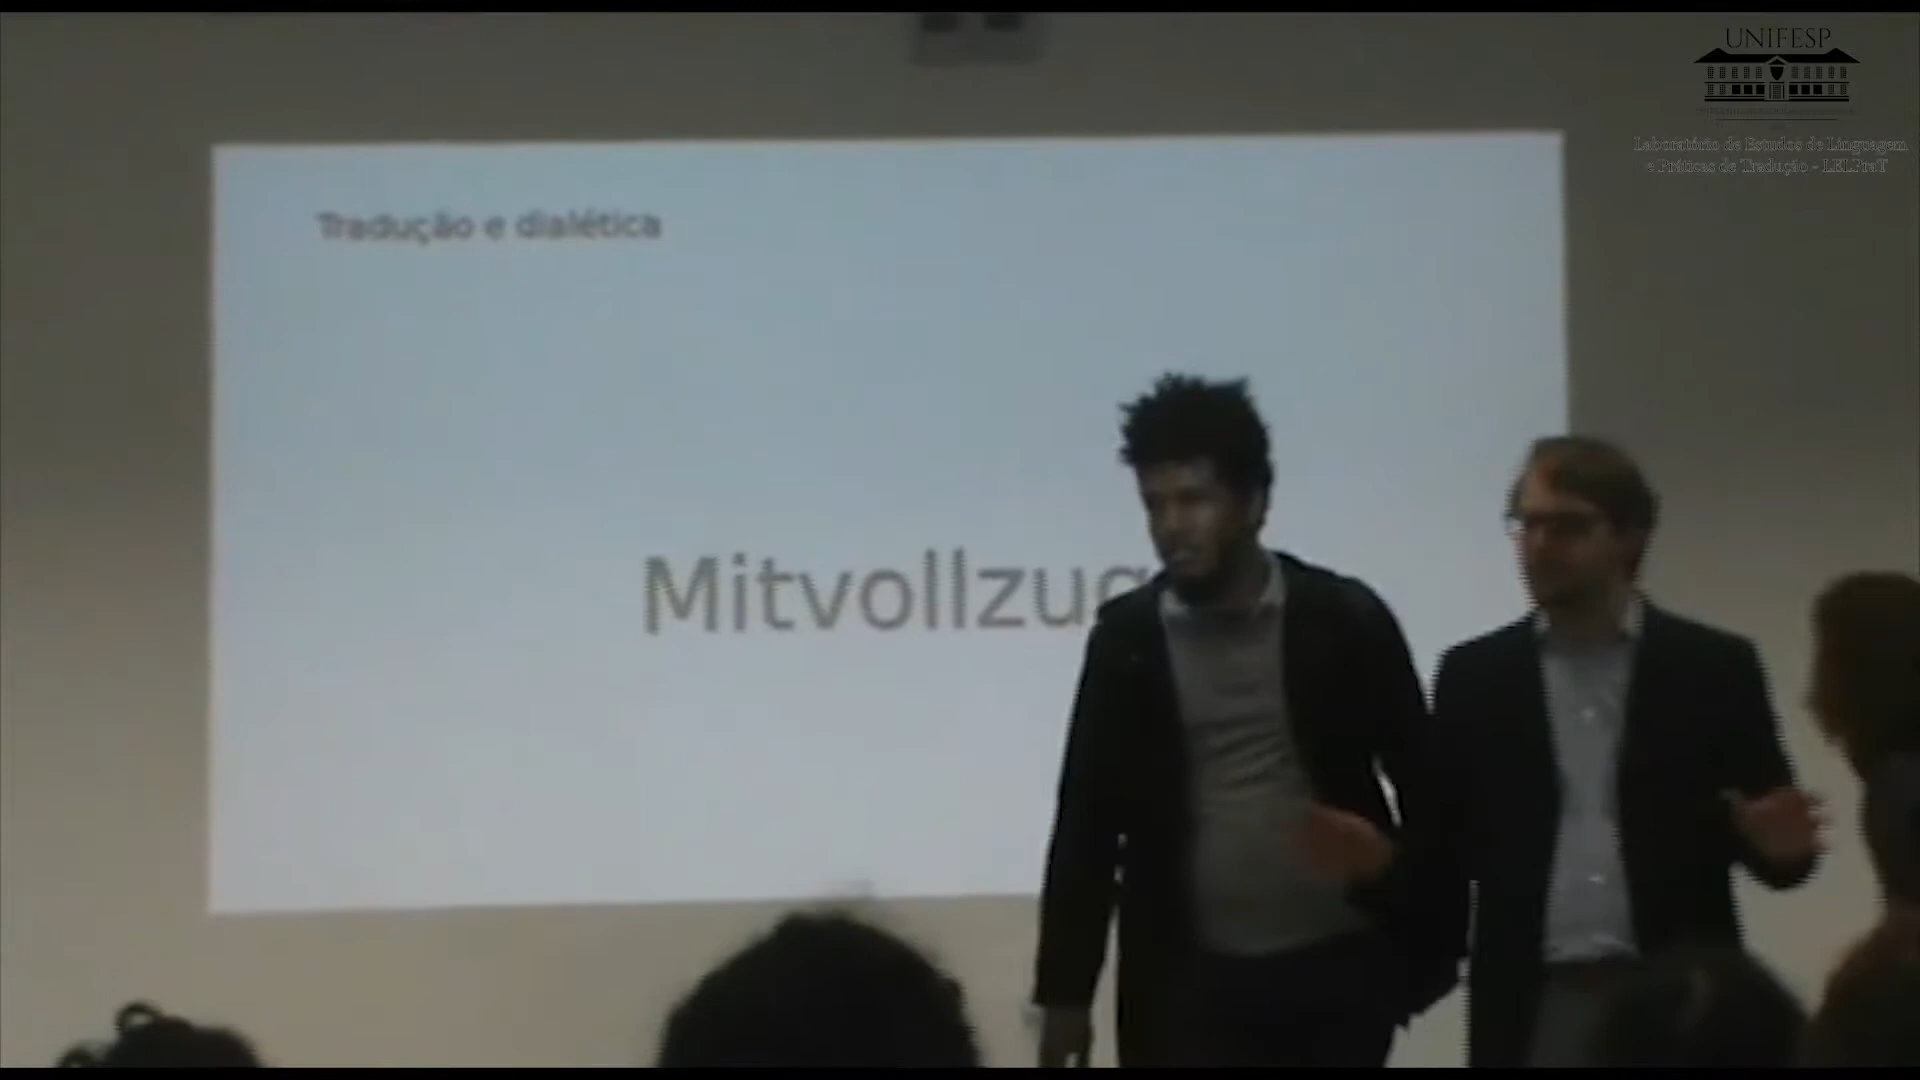 UNIFESP
Laboratório de Estudos de Linguagem
e Práticas de Tradução - LELPraT
Tradução e dialética
Mitvollzug